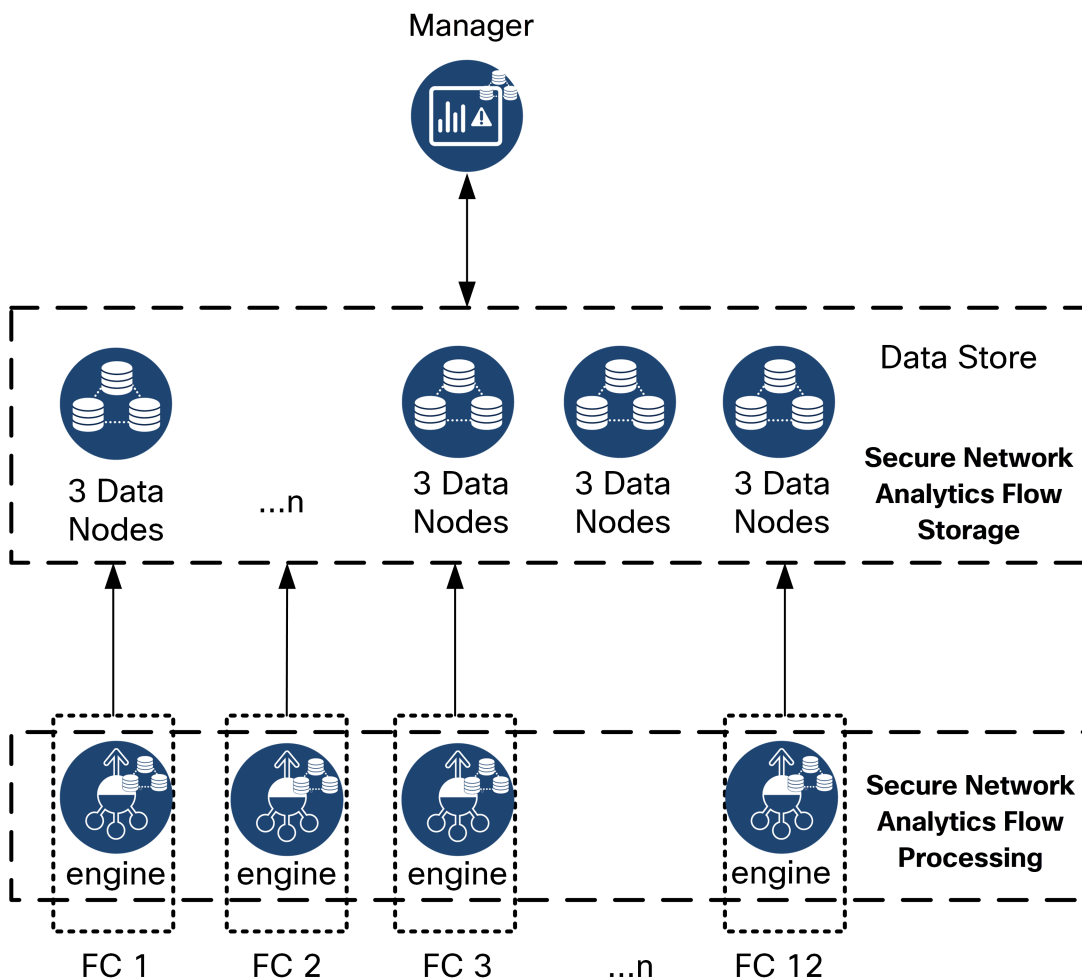 Manager
Data Store
3 Data
Nodes
...n
3 Data
Nodes
3 Data
Nodes
3 Data
Nodes
Secure Network
Analytics Flow
Storage
engine
engine
engine
engine
Secure Network
Analytics Flow
Processing
FC 1
FC 2
FC 3
...n
FC 12